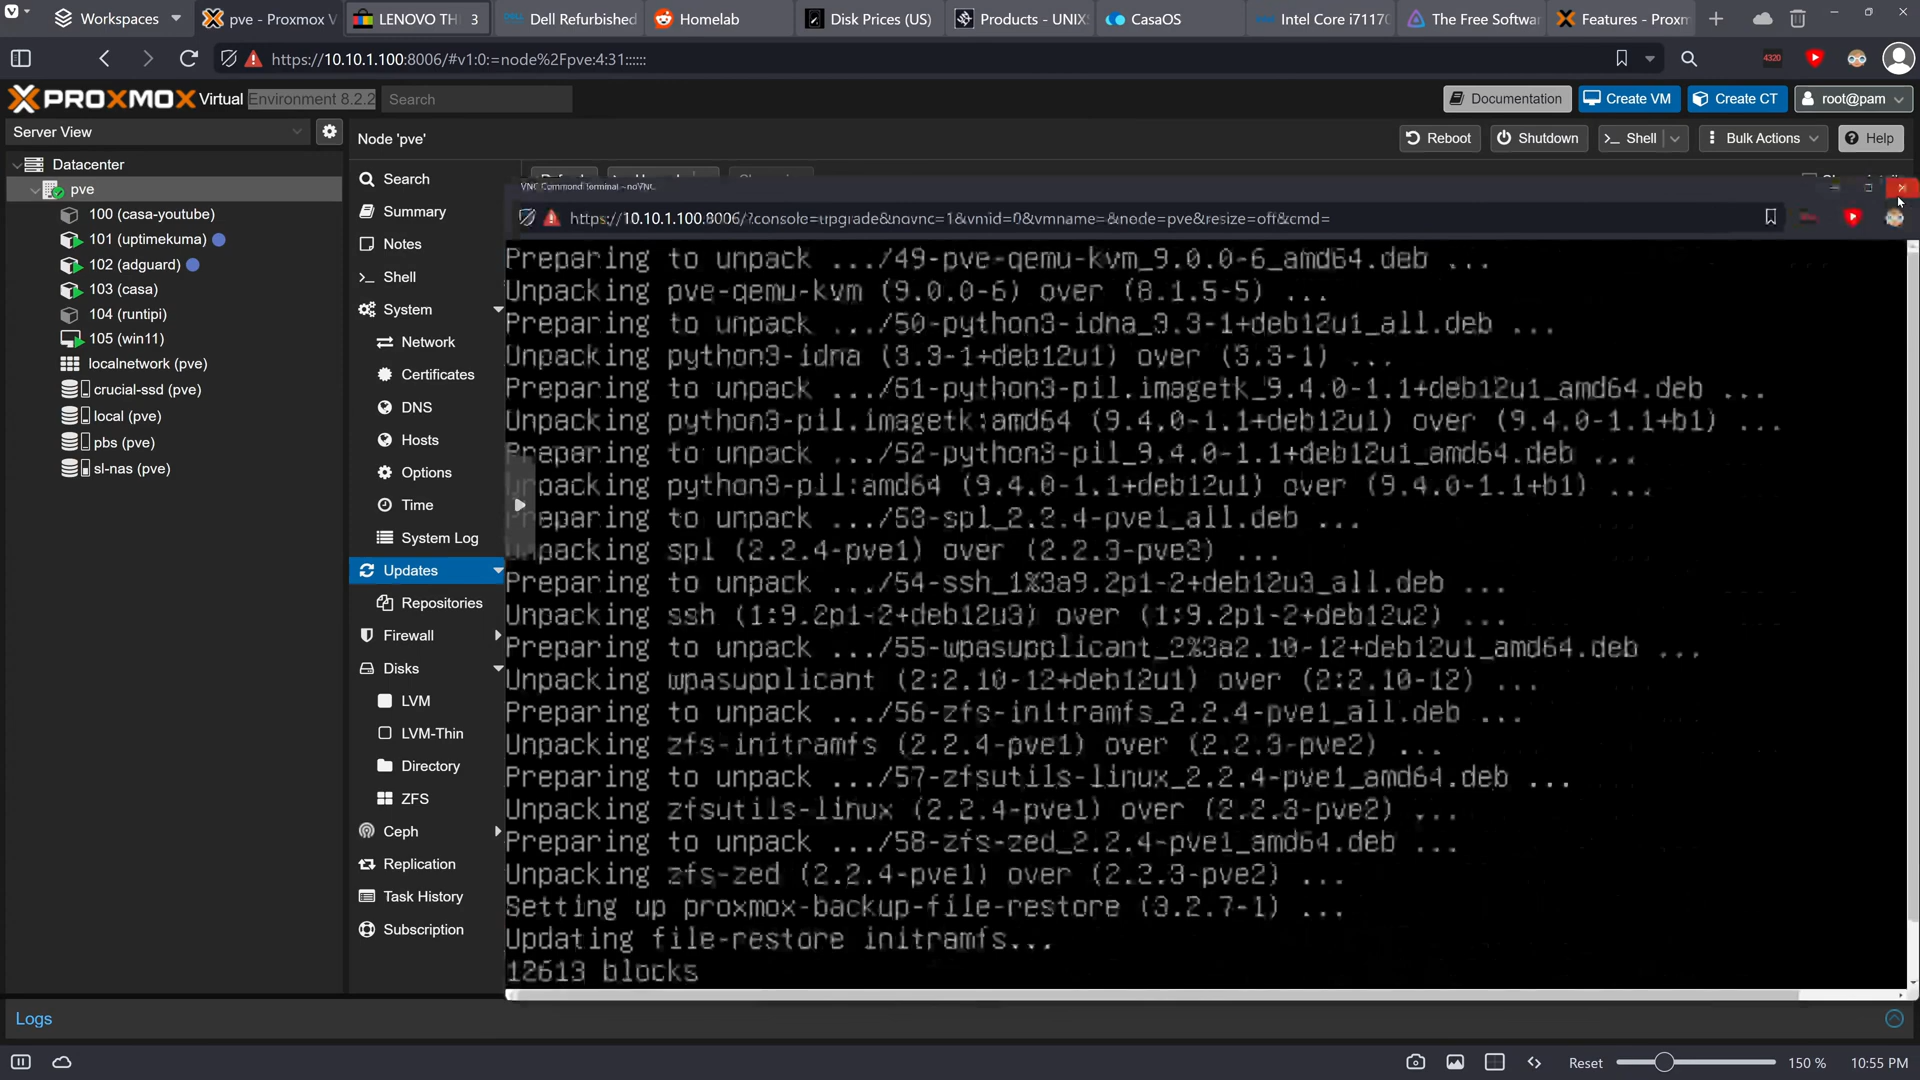 Workspaces
pve - Proxmox V
LENOVO TH 3
Dell Refurbished
Homelab
Disk Prices (US)
Products - UNIX
CasaOS
Intel Core i71170
The Free Softwar
Features - Proxm
https://10.10.1.100:8006/#v1:0:=node%2Fpve:4:31::::::
4320
PROXMOX Virtual Environment 8.2.2
Search
Documentation
Create VM
Create CT
root@pam
Server View
Node 'pve'
Reboot
Shutdown
>_ Shell
Bulk Actions
Help
Datacenter
pve
100 (casa-youtube)
101 (uptimekuma)
102 (adguard)
103 (casa)
104 (runtipi)
105 (win11)
localnetwork (pve)
crucial-ssd (pve)
local (pve)
pbs (pve)
sl-nas (pve)
Search
Summary
Notes
>_ Shell
System
Network
Certificates
DNS
Hosts
Options
Time
System Log
Updates
Repositories
Firewall
Disks
LVM
LVM-Thin
Directory
ZFS
Ceph
Replication
Task History
Subscription
VNC Command Terminal - noVNC
https://10.10.1.100:8006/?console=upgrade&novnc=1&vmid=0&vmname=&node=pve&resize=off&cmd=
Preparing to unpack .../49-pve-qemu-kvm_9.0.0-6_amd64.deb ...
Unpacking pve-qemu-kvm (9.0.0-6) over (8.1.5-5) ...
Preparing to unpack .../50-python3-idna_3.3-1+deb12u1_all.deb ...
Unpacking python3-idna (3.3-1+deb12u1) over (3.3-1) ...
Preparing to unpack .../51-python3-pil.imagetk_9.4.0-1.1+deb12u1_amd64.deb ...
Unpacking python3-pil.imagetk:amd64 (9.4.0-1.1+deb12u1) over (9.4.0-1.1+b1) ...
Preparing to unpack .../52-python3-pil_9.4.0-1.1+deb12u1_amd64.deb ...
Unpacking python3-pil:amd64 (9.4.0-1.1+deb12u1) over (9.4.0-1.1+b1) ...
Preparing to unpack .../53-spl_2.2.4-pve1_all.deb ...
Unpacking spl (2.2.4-pve1) over (2.2.3-pve2) ...
Preparing to unpack .../54-ssh_1%3a9.2p1-2+deb12u3_all.deb ...
Unpacking ssh (1:9.2p1-2+deb12u3) over (1:9.2p1-2+deb12u2) ...
Preparing to unpack .../55-wpasupplicant_2%3a2.10-12+deb12u1_amd64.deb ...
Unpacking wpasupplicant (2:2.10-12+deb12u1) over (2:2.10-12) ...
Preparing to unpack .../56-zfs-initramfs_2.2.4-pve1_all.deb ...
Unpacking zfs-initramfs (2.2.4-pve1) over (2.2.3-pve2) ...
Preparing to unpack .../57-zfsutils-linux_2.2.4-pve1_amd64.deb ...
Unpacking zfsutils-linux (2.2.4-pve1) over (2.2.3-pve2) ...
Preparing to unpack .../58-zfs-zed_2.2.4-pve1_amd64.deb ...
Unpacking zfs-zed (2.2.4-pve1) over (2.2.3-pve2) ...
Setting up proxmox-backup-file-restore (3.2.7-1) ...
Updating file-restore initramfs...
12613 blocks
Logs
Reset
150 %
10:55 PM